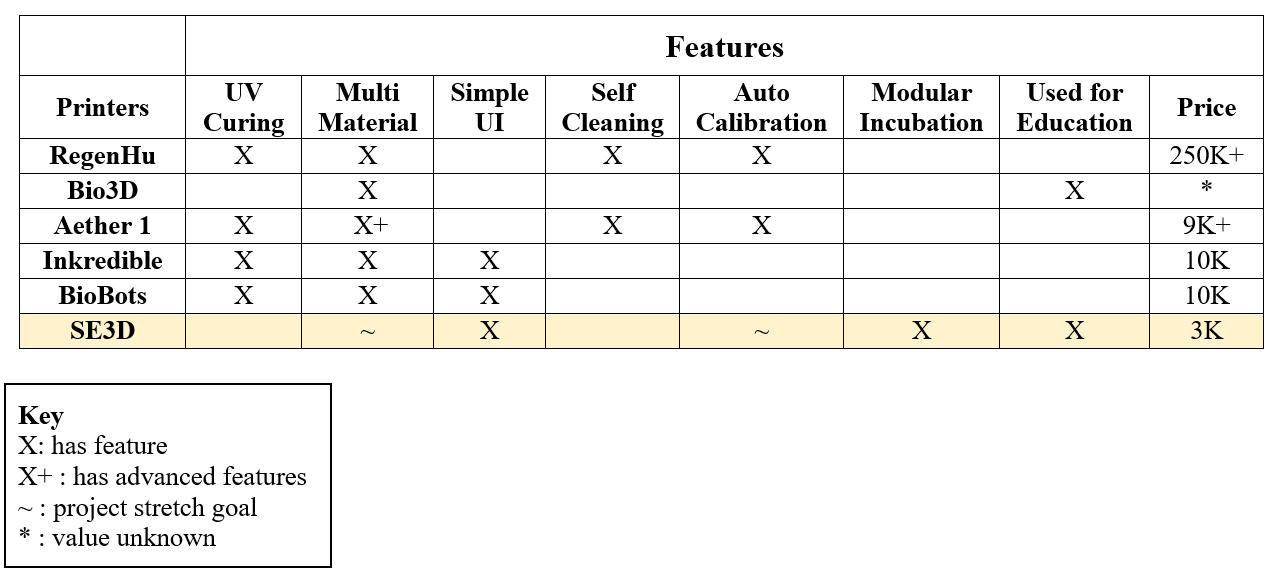 Features
Printers UV Curing Multi Material Simple UI Self Cleaning Auto Calibration Modular Incubation Used for Education Price
RegenHu X X X X 250K+
Bio3D X X *
Aether 1 X X+ X X 9K+
Inkredible X X X 10K
BioBots X X X 10K
SE3D ~ X ~ X X 3K
Key
X: has feature
X+ : has advanced features
~ : project stretch goal
* : value unknown